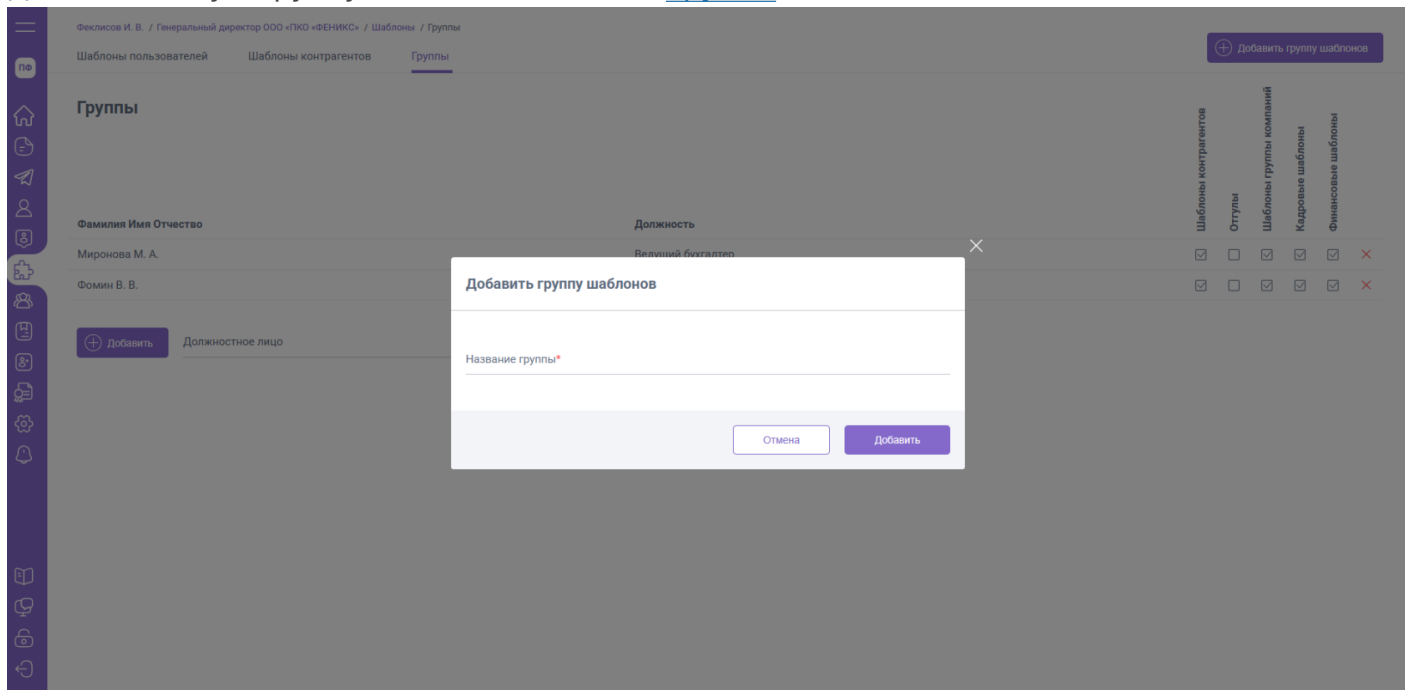 Феклисов И. В. / Генеральный директор ООО «ПКО «ФЕНИКС» / Шаблоны / Группы
Шаблоны пользователей Шаблоны контрагентов Группы
Добавить группу шаблонов
ПФ
Группы
Фамилия Имя Отчество
Должность
Шаблоны контрагентов
Отгулы
Шаблоны группы компаний
Кадровые шаблоны
Финансовые шаблоны
Миронова М. А.
Ведущий бухгалтер
Фомин В. В.
Добавить
Должностное лицо
Добавить группу шаблонов
Название группы*
Отмена
Добавить